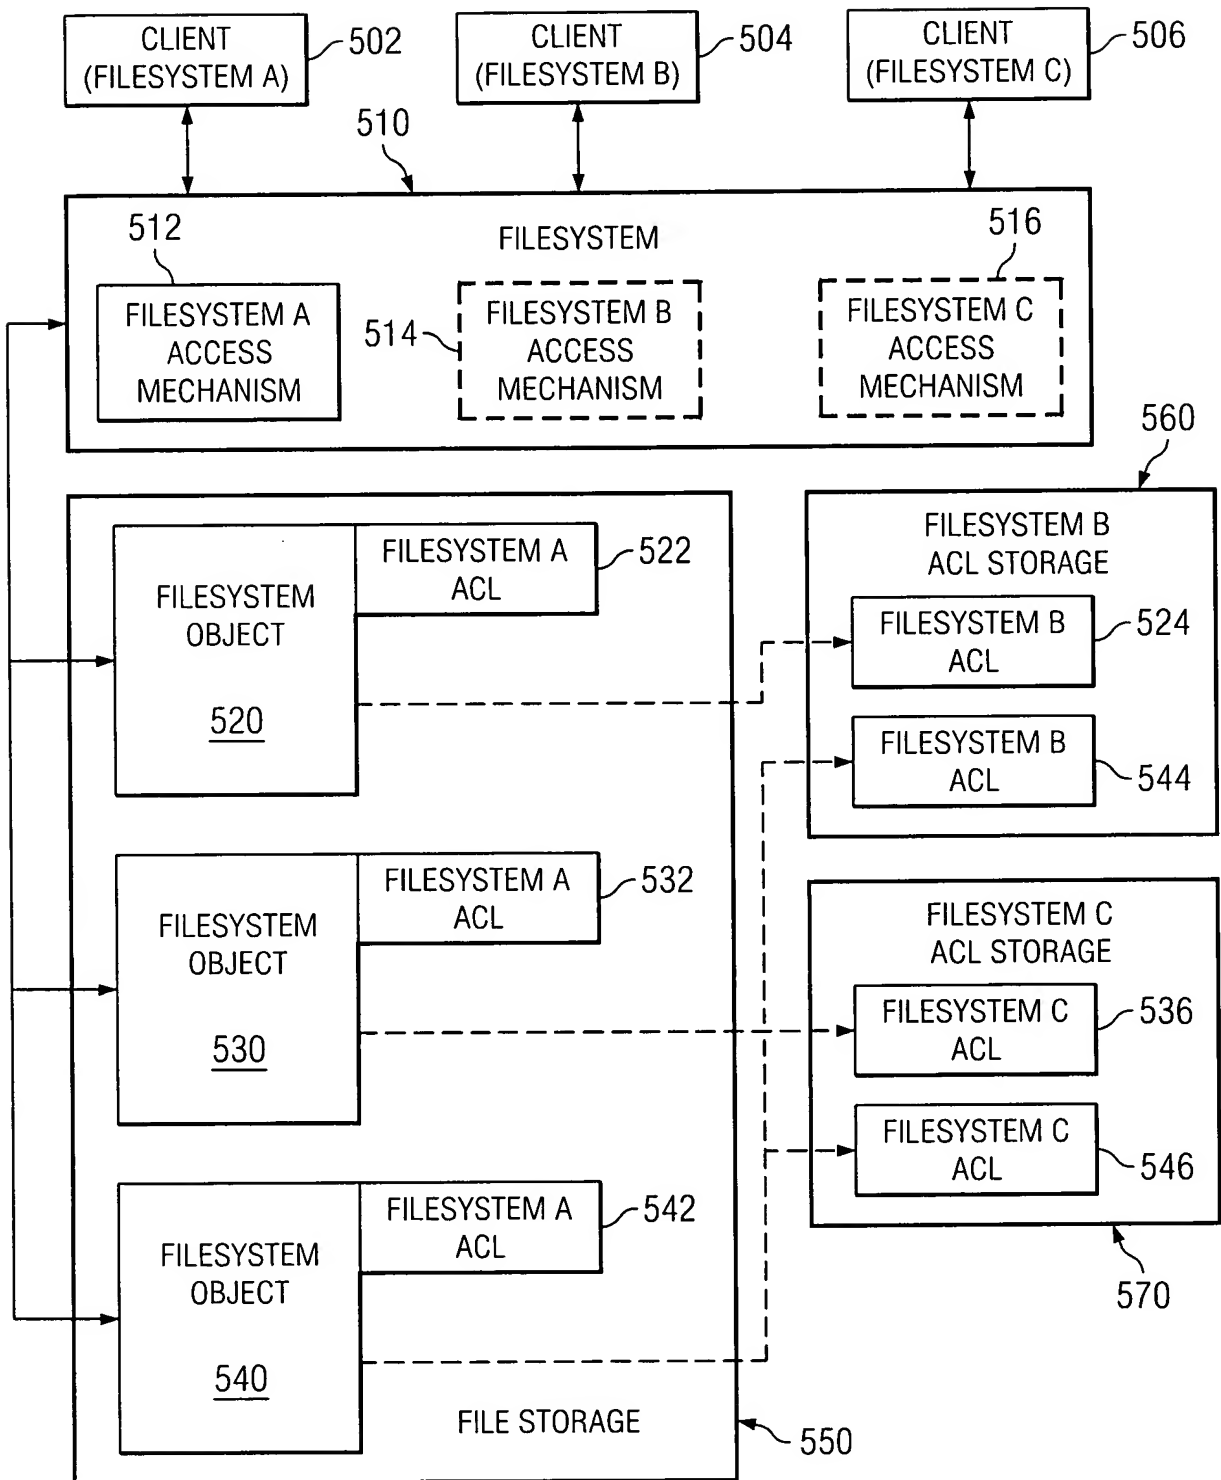 CLIENT
(FILESYSTEM A)
502
CLIENT
(FILESYSTEM B)
504
CLIENT
(FILESYSTEM C)
506
510
512
FILESYSTEM
516
FILESYSTEM A
ACCESS
MECHANISM
514
FILESYSTEM B
ACCESS
MECHANISM
FILESYSTEM C
ACCESS
MECHANISM
560
FILESYSTEM
OBJECT
520
FILESYSTEM A
ACL
522
FILESYSTEM B
ACL STORAGE
FILESYSTEM B
ACL
524
FILESYSTEM B
ACL
544
FILESYSTEM
OBJECT
530
FILESYSTEM A
ACL
532
FILESYSTEM C
ACL STORAGE
FILESYSTEM C
ACL
536
FILESYSTEM C
ACL
546
570
FILESYSTEM
OBJECT
540
FILESYSTEM A
ACL
542
FILE STORAGE
550